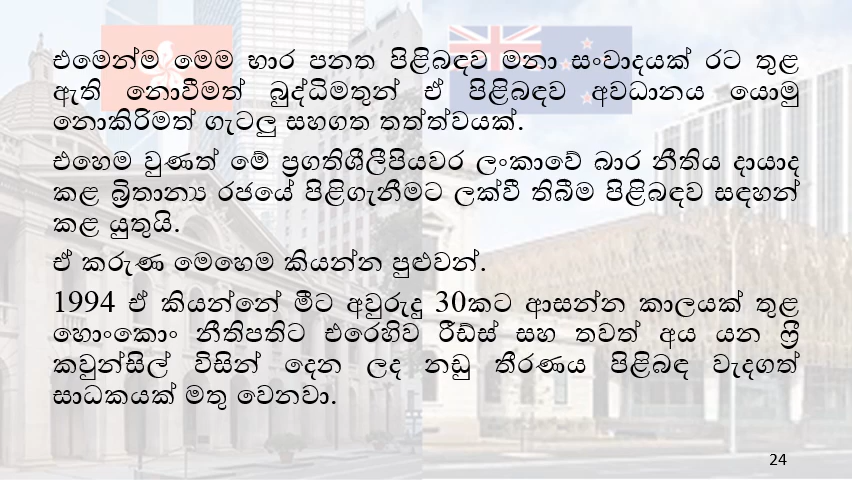 එමෙන්ම මෙම භාර පනත පිළිබඳව මනා සංවාදයක් රට තුළ
ඇති නොවීමත් බුද්ධිමතුන් ඒ පිළිබඳව අවධානය යොමු
නොකිරීමත් ගැටලු සහගත තත්ත්වයක්.
එහෙම වුණත් මේ ප්‍රගතිශීලීපියවර ලංකාවේ බාර නීතිය දායාද
කළ බ්‍රිතාන්‍ය රජයේ පිළිගැනීමට ලක්වී තිබීම පිළිබඳව සඳහන්
කළ යුතුයි.
ඒ කරුණ මෙහෙම කියන්න පුළුවන්.
1994 ඒ කියන්නේ මීට අවුරුදු 30කට ආසන්න කාලයක් තුළ
හොංකොං නීතිපතිට එරෙහිව රීඩ්ස් සහ තවත් අය යන ප්‍රී
කවුන්සිල් විසින් දෙන ලද නඩු තීරණය පිළිබඳ වැදගත්
සාධකයක් මතු වෙනවා.
24